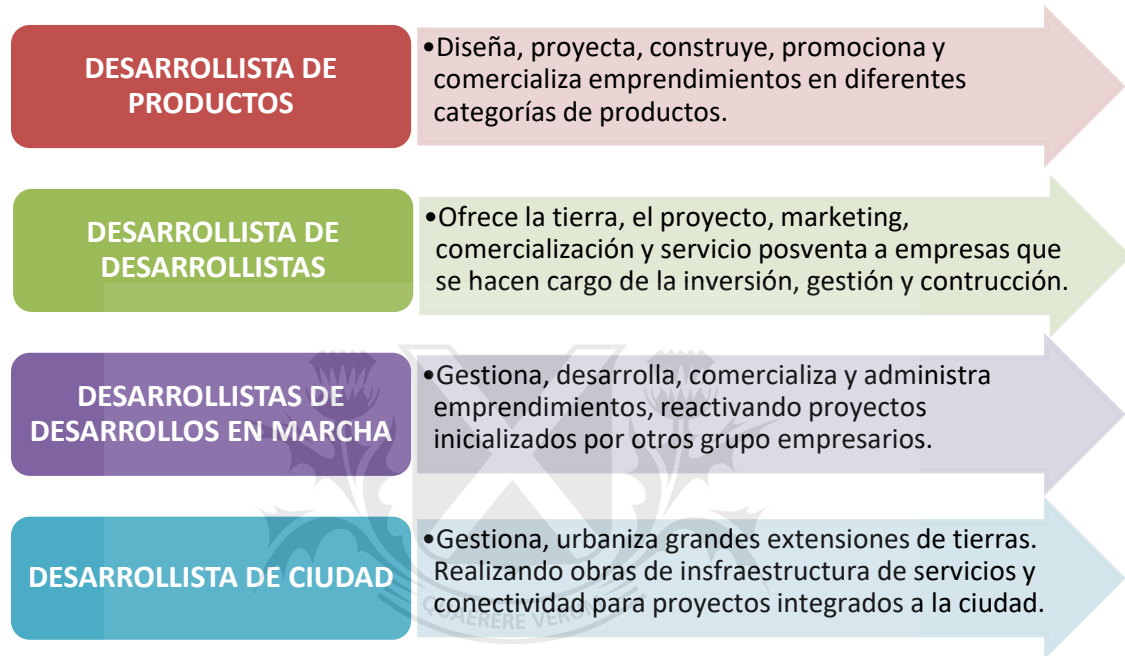 DESARROLLISTA DE
PRODUCTOS
•Diseña, proyecta, construye, promociona y
comercializa emprendimientos en diferentes
categorías de productos.
DESARROLLISTA DE
DESARROLLISTAS
•Ofrece la tierra, el proyecto, marketing,
comercialización y servicio posventa a empresas que
se hacen cargo de la inversión, gestión y contrucción.
DESARROLLISTAS DE
DESARROLLOS EN MARCHA
•Gestiona, desarrolla, comercializa y administra
emprendimientos, reactivando proyectos
inicializados por otros grupo empresarios.
DESARROLLISTA DE CIUDAD
•Gestiona, urbaniza grandes extensiones de tierras.
Realizando obras de insfraestructura de servicios y
conectividad para proyectos integrados a la ciudad.
QUAERERE